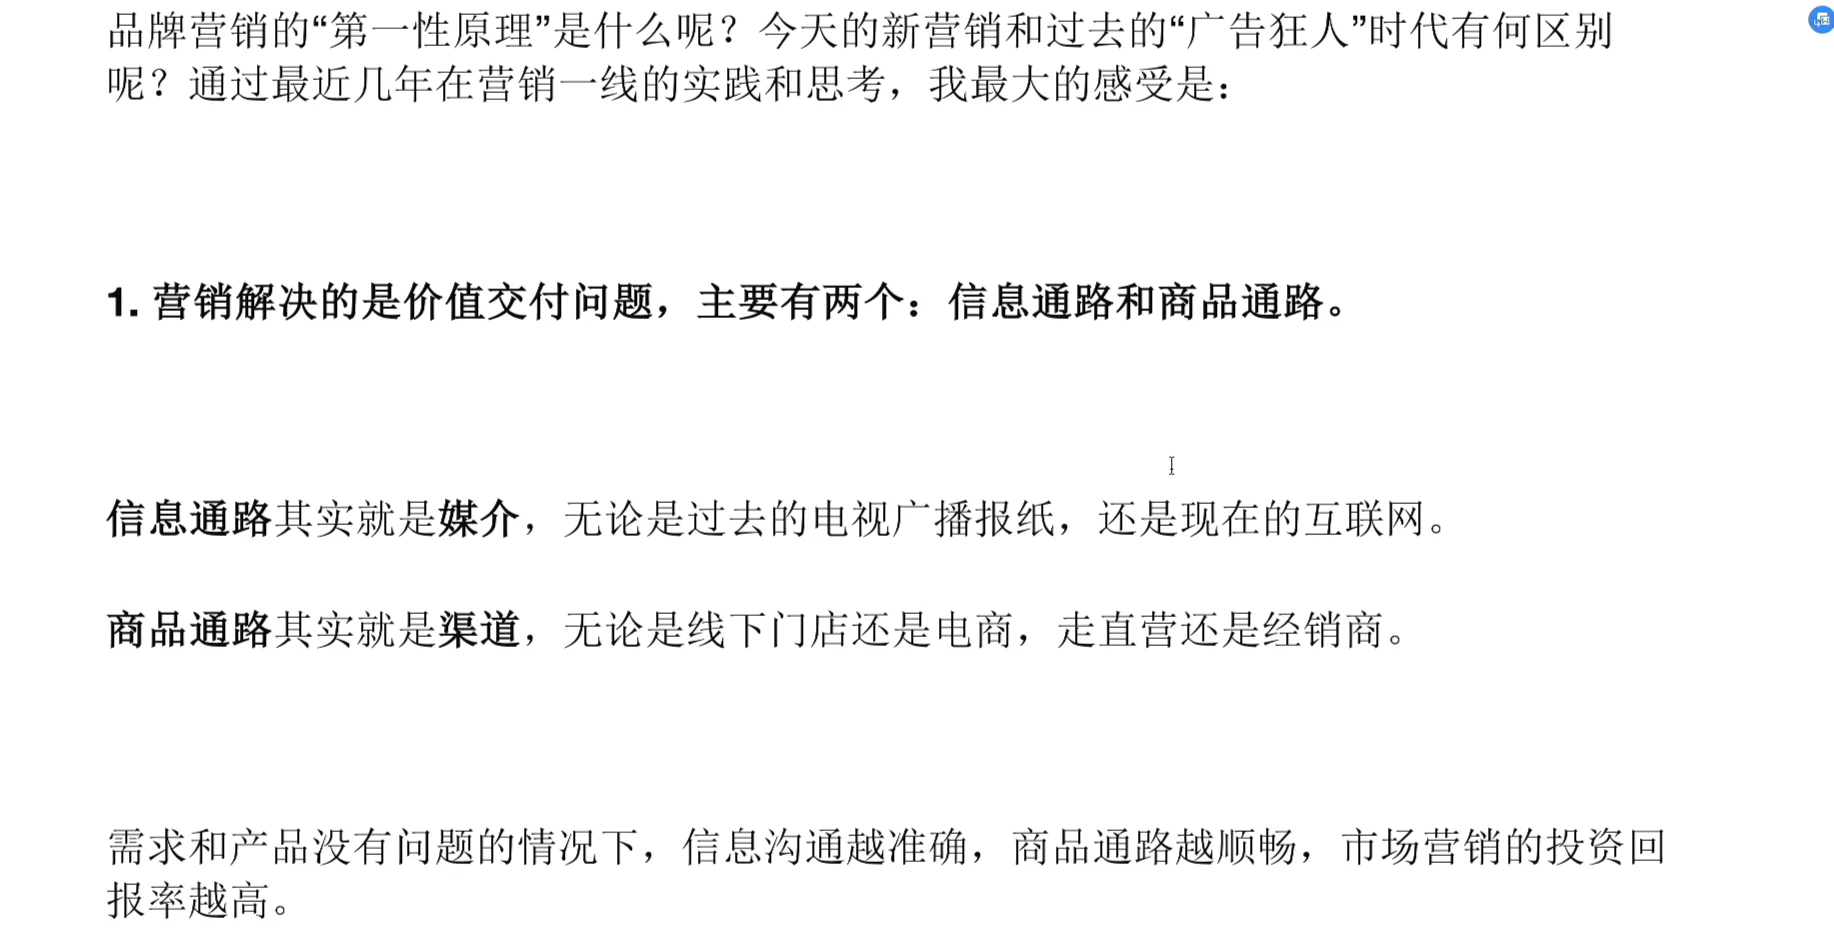 品牌营销的“第一性原理”是什么呢？今天的新营销和过去的“广告狂人”时代有何区别
呢？通过最近几年在营销一线的实践和思考，我最大的感受是：
1. 营销解决的是价值交付问题，主要有两个：信息通路和商品通路。
信息通路其实就是媒介，无论是过去的电视广播报纸，还是现在的互联网。
商品通路其实就是渠道，无论是线下门店还是电商，走直营还是经销商。
需求和产品没有问题的情况下，信息沟通越准确，商品通路越顺畅，市场营销的投资回
报率越高。